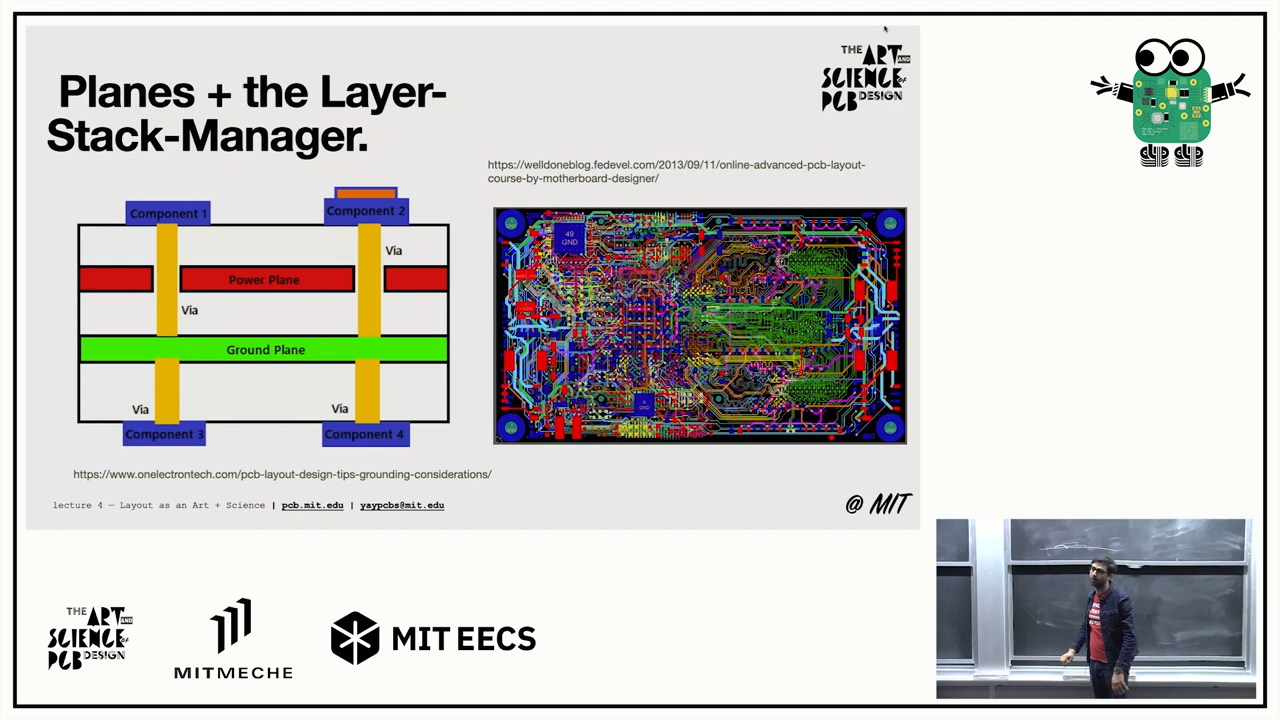 Planes + the Layer-
Stack-Manager.
THE ART AND
SCIENCE of
PCB DESIGN
https://welldoneblog.fedevel.com/2013/09/11/online-advanced-pcb-layout-
course-by-motherboard-designer/
Component 1
Component 2
Via
Power Plane
Via
Ground Plane
Via
Via
Component 3
Component 4
49
GND
GND
https://www.onelectrontech.com/pcb-layout-design-tips-grounding-considerations/
lecture 4 — Layout as an Art + Science | pcb.mit.edu | yaypcbs@mit.edu
@ MIT
THE ART AND
SCIENCE of
PCB DESIGN
MITMECHE
MIT EECS